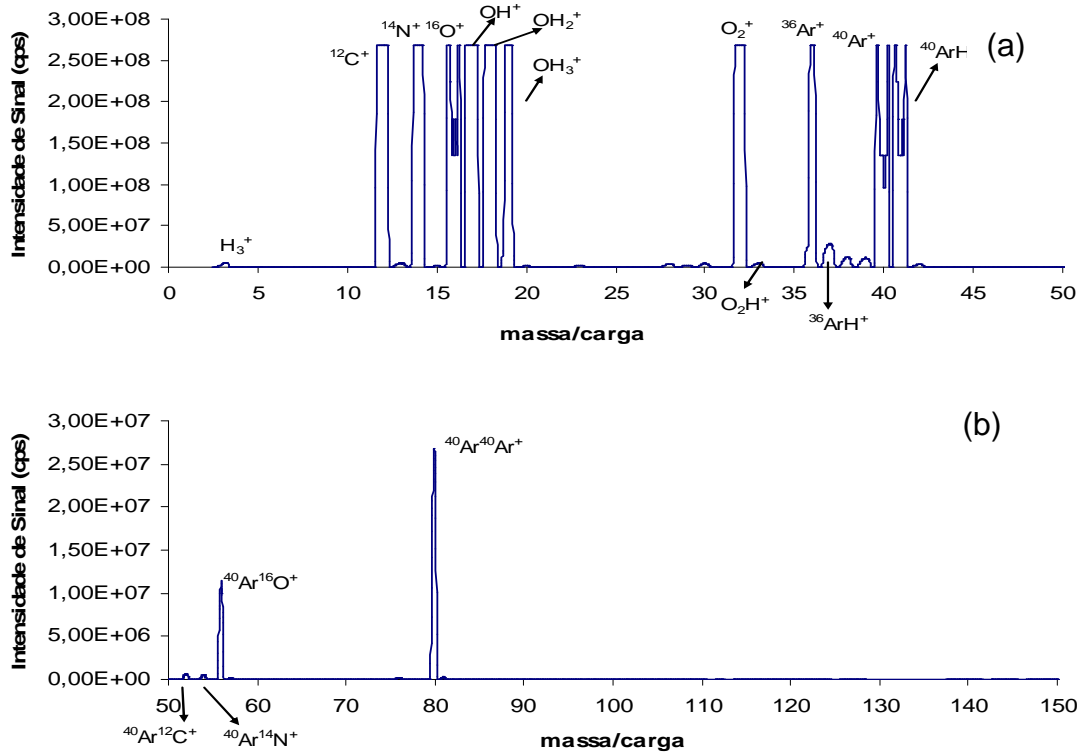 (a)
Intensidade de Sinal (cps)
3,00E+08
2,50E+08
2,00E+08
1,50E+08
1,00E+08
5,00E+07
0,00E+00
H₃⁺
¹²C⁺
¹⁴N⁺
¹⁶O⁺
OH⁺
OH₂⁺
OH₃⁺
O₂⁺
O₂H⁺
³⁶Ar⁺
³⁶ArH⁺
⁴⁰Ar⁺
⁴⁰ArH
0 5 10 15 20 25 30 35 40 45 50
massa/carga
(b)
Intensidade de Sinal (cps)
3,00E+07
2,50E+07
2,00E+07
1,50E+07
1,00E+07
5,00E+06
0,00E+00
⁴⁰Ar¹⁶O⁺
⁴⁰Ar⁴⁰Ar⁺
50 60 70 80 90 100 110 120 130 140 150
⁴⁰Ar¹²C⁺
⁴⁰Ar¹⁴N⁺
massa/carga